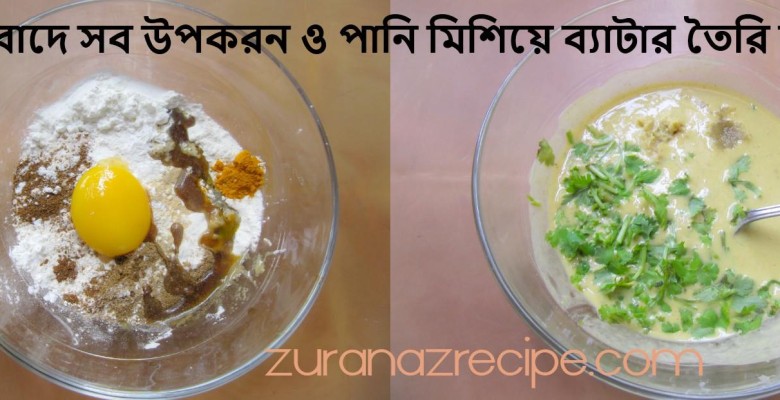 বাদে সব উপকরন ও পানি মিশিয়ে ব্যাটার তৈরি
zuranazrecipe.com